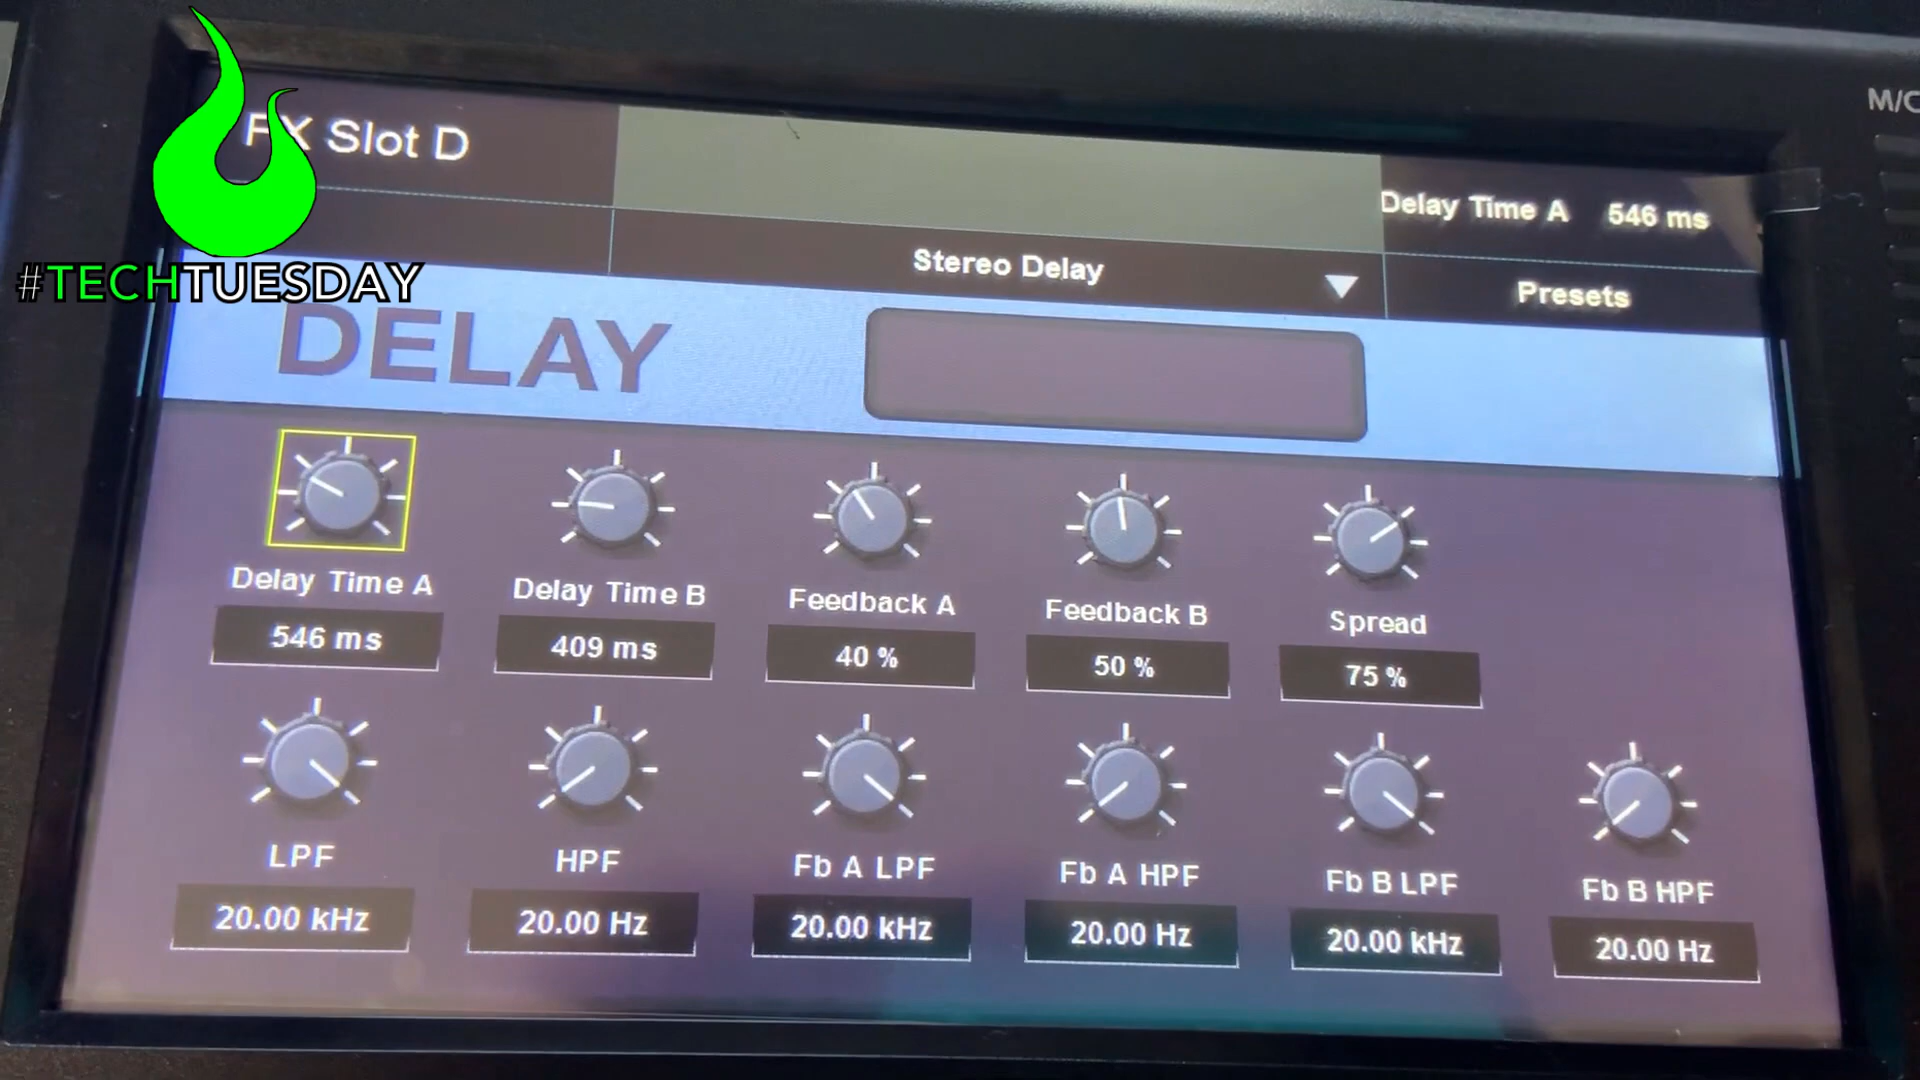 FX Slot D
#TECHTUESDAY
Delay Time A 546 ms
Stereo Delay
Presets
DELAY
Delay Time A
Delay Time B
Feedback A
Feedback B
Spread
546 ms
409 ms
40 %
50 %
75 %
LPF
HPF
Fb A LPF
Fb A HPF
Fb B LPF
Fb B HPF
20.00 kHz
20.00 Hz
20.00 kHz
20.00 Hz
20.00 kHz
20.00 Hz